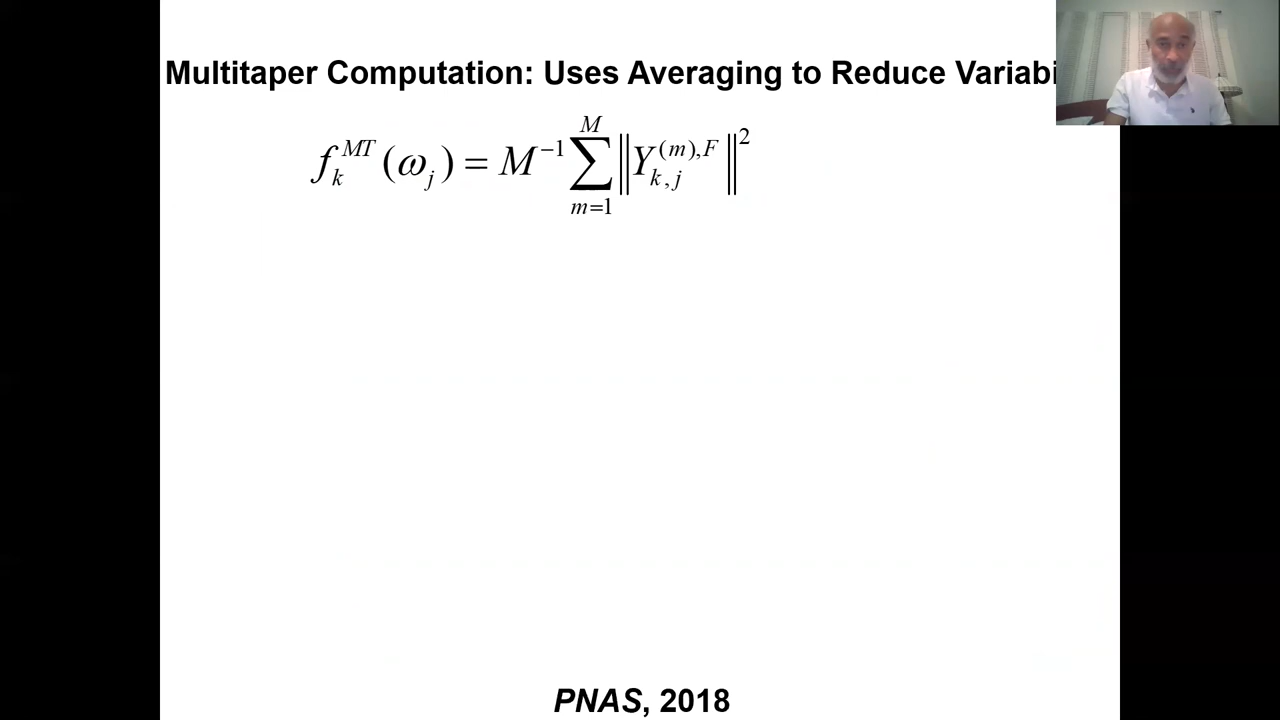 Multitaper Computation: Uses Averaging to Reduce Variabi
f_k^{MT}(ω_j) = M^{-1} \sum_{m=1}^{M} ‖Y_{k,j}^{(m),F}‖^2
PNAS, 2018